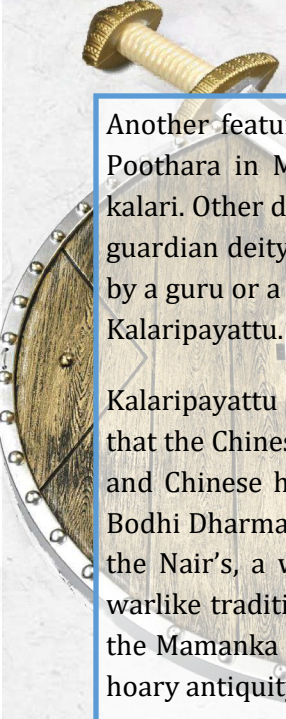 Another featu
Poothara in M
kalari. Other d
guardian deity
by a guru or a
Kalaripayattu.
Kalaripayattu
that the Chines
and Chinese h
Bodhi Dharma
the Nair's, a w
warlike traditi
the Mamanka
hoary antiquit